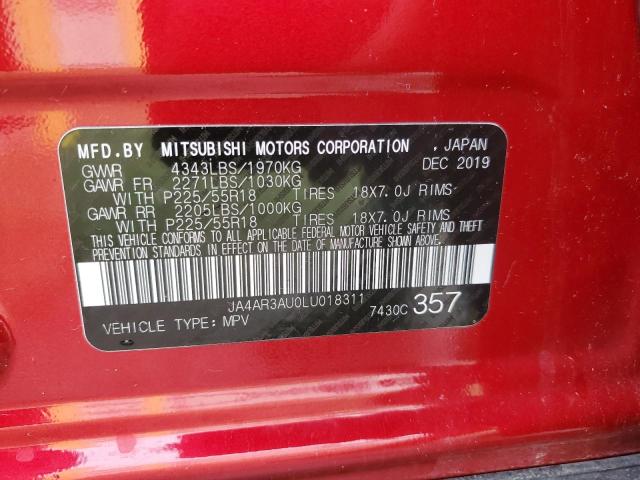 MFD.BY MITSUBISHI MOTORS CORPORATION , JAPAN
GVWR 4343LBS/1970KG DEC 2019
GAWR FR 2271LBS/1030KG
WITH P225/55R18 TIRES 18X7.0J RIMS
GAWR RR 2205LBS/1000KG
WITH P225/55R18 TIRES 18X7.0J RIMS
THIS VEHICLE CONFORMS TO ALL APPLICABLE FEDERAL MOTOR VEHICLE SAFETY AND THEFT
PREVENTION STANDARDS IN EFFECT ON THE DATE OF MANUFACTURE SHOWN ABOVE.
JA4AR3AU0LU018311
VEHICLE TYPE: MPV 7430C 357